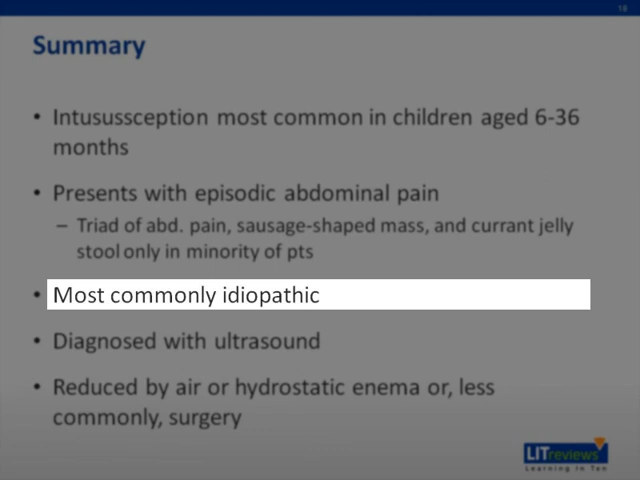 18
Summary
• Intusussception most common in children aged 6-36
months
• Presents with episodic abdominal pain
– Triad of abd. pain, sausage-shaped mass, and currant jelly
stool only in minority of pts
• Most commonly idiopathic
• Diagnosed with ultrasound
• Reduced by air or hydrostatic enema or, less
commonly, surgery
LITreviews
Learning In Ten